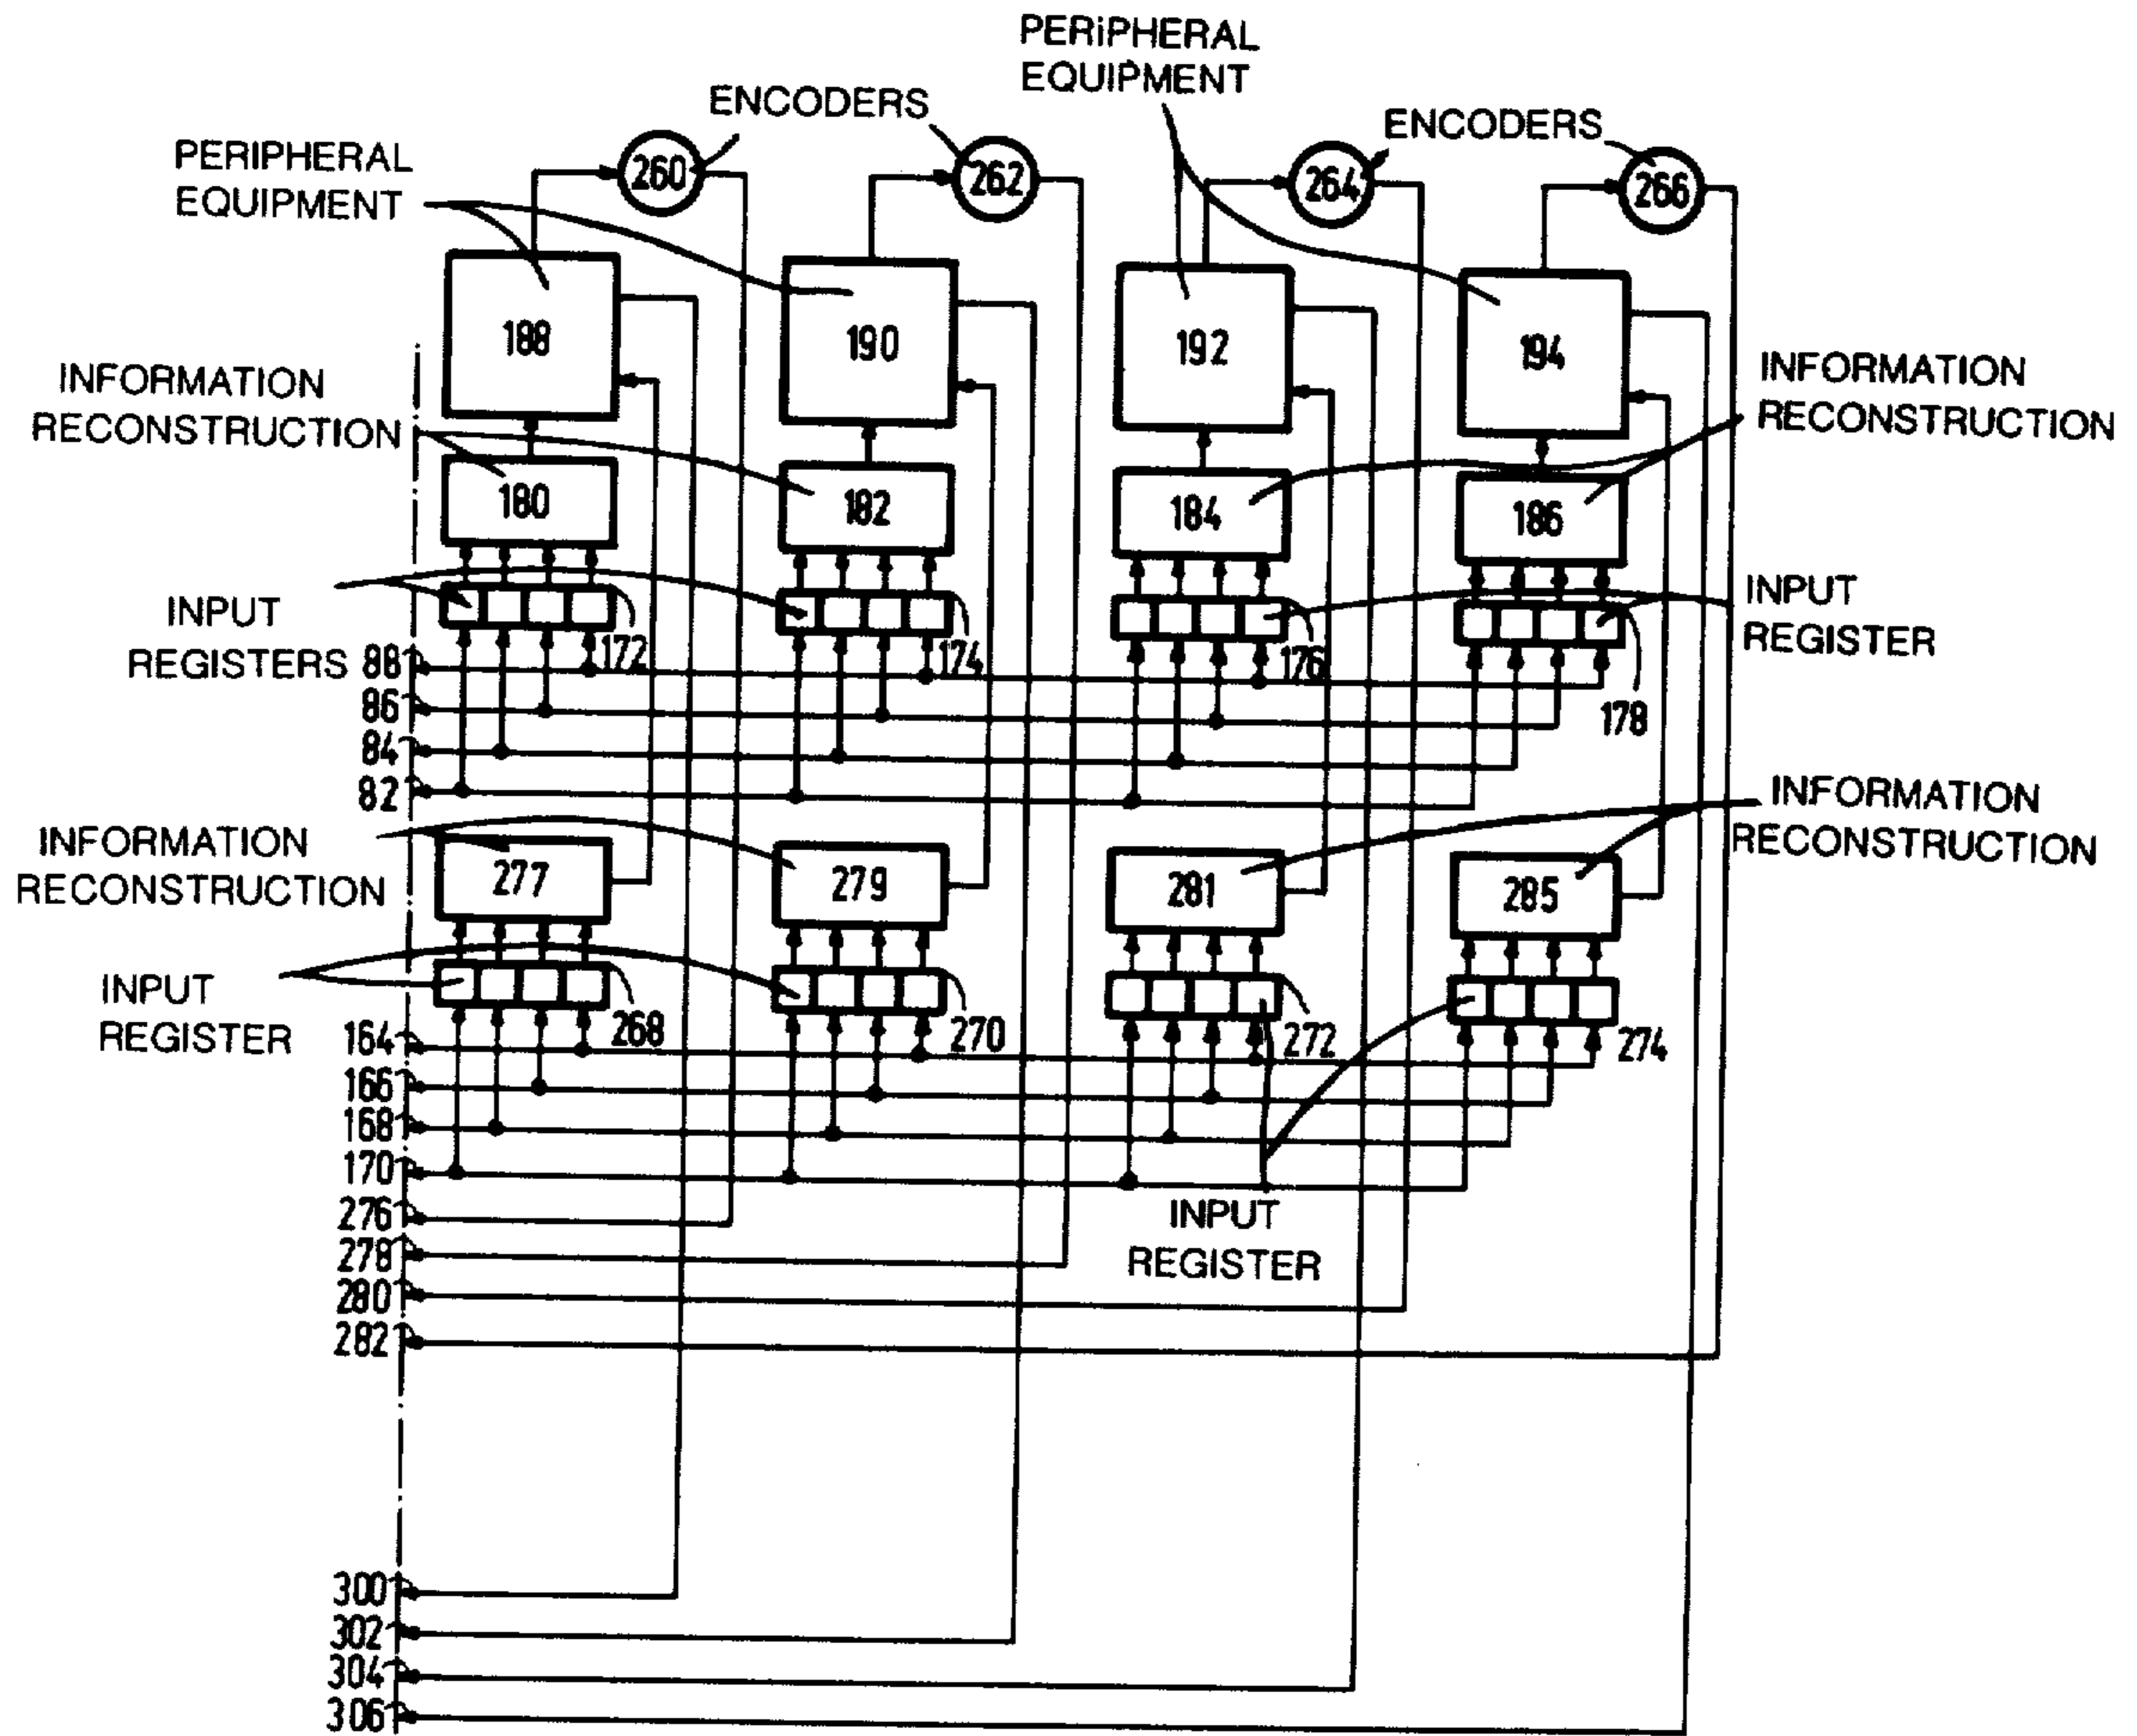 PERiPHERAL
EQUIPMENT
ENCODERS
ENCODERS
PERIPHERAL
EQUIPMENT
260
262
264
266
188
190
192
194
INFORMATION
RECONSTRUCTION
INFORMATION
RECONSTRUCTION
180
182
184
186
INPUT
REGISTERS
INPUT
REGISTER
172
174
176
178
88
86
84
82
INFORMATION
RECONSTRUCTION
INFORMATION
RECONSTRUCTION
277
279
281
285
INPUT
REGISTER
268
270
272
274
164
166
168
170
276
278
280
282
INPUT
REGISTER
300
302
304
306